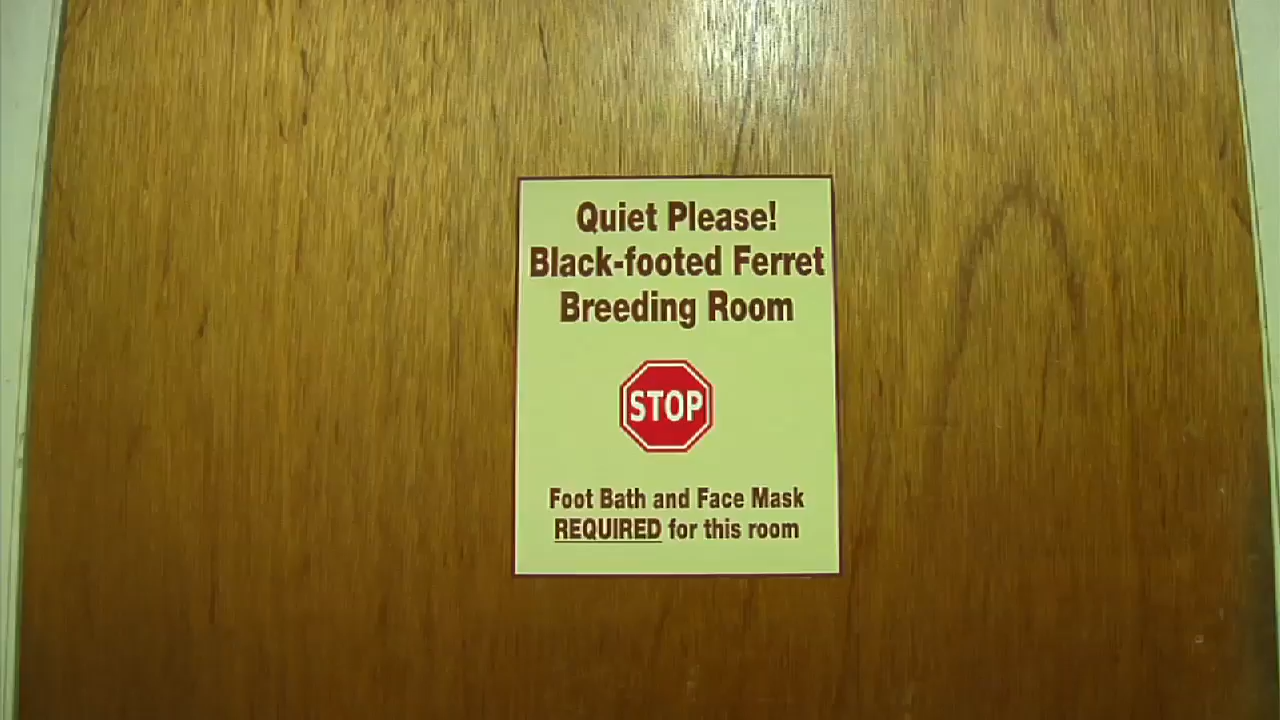 Quiet Please!
Black-footed Ferret
Breeding Room
STOP
Foot Bath and Face Mask
REQUIRED for this room